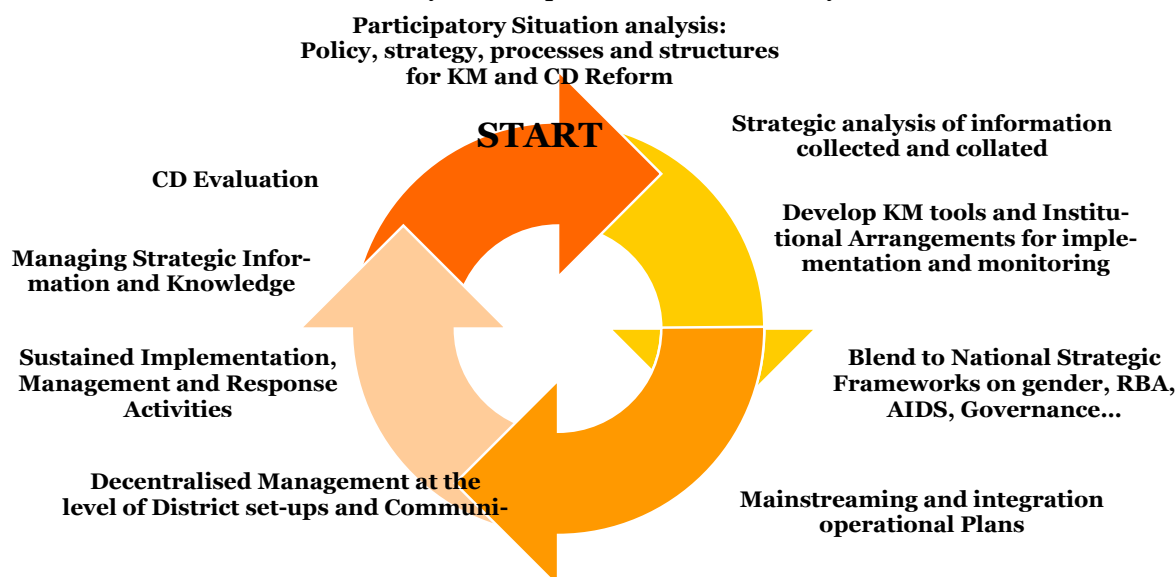 Participatory Situation analysis:
Policy, strategy, processes and structures
for KM and CD Reform
START
Strategic analysis of information
collected and collated
Develop KM tools and Institu-
tional Arrangements for imple-
mentation and monitoring
Blend to National Strategic
Frameworks on gender, RBA,
AIDS, Governance...
Mainstreaming and integration
operational Plans
Decentralised Management at the
level of District set-ups and Communi-
Sustained Implementation,
Management and Response
Activities
Managing Strategic Infor-
mation and Knowledge
CD Evaluation